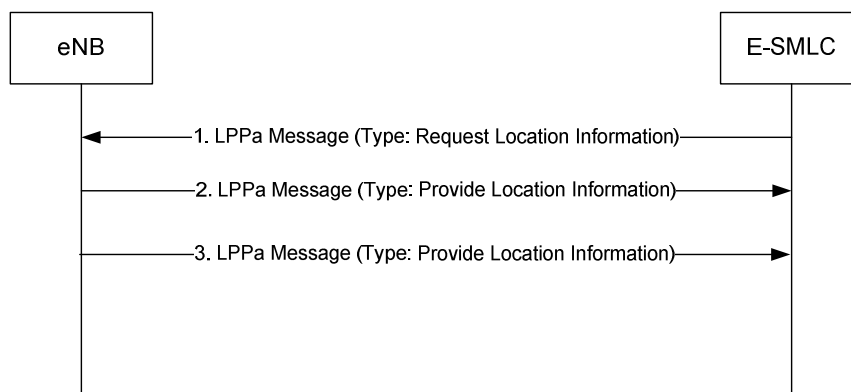 eNB
E-SMLC
1. LPPa Message (Type: Request Location Information)
2. LPPa Message (Type: Provide Location Information)
3. LPPa Message (Type: Provide Location Information)